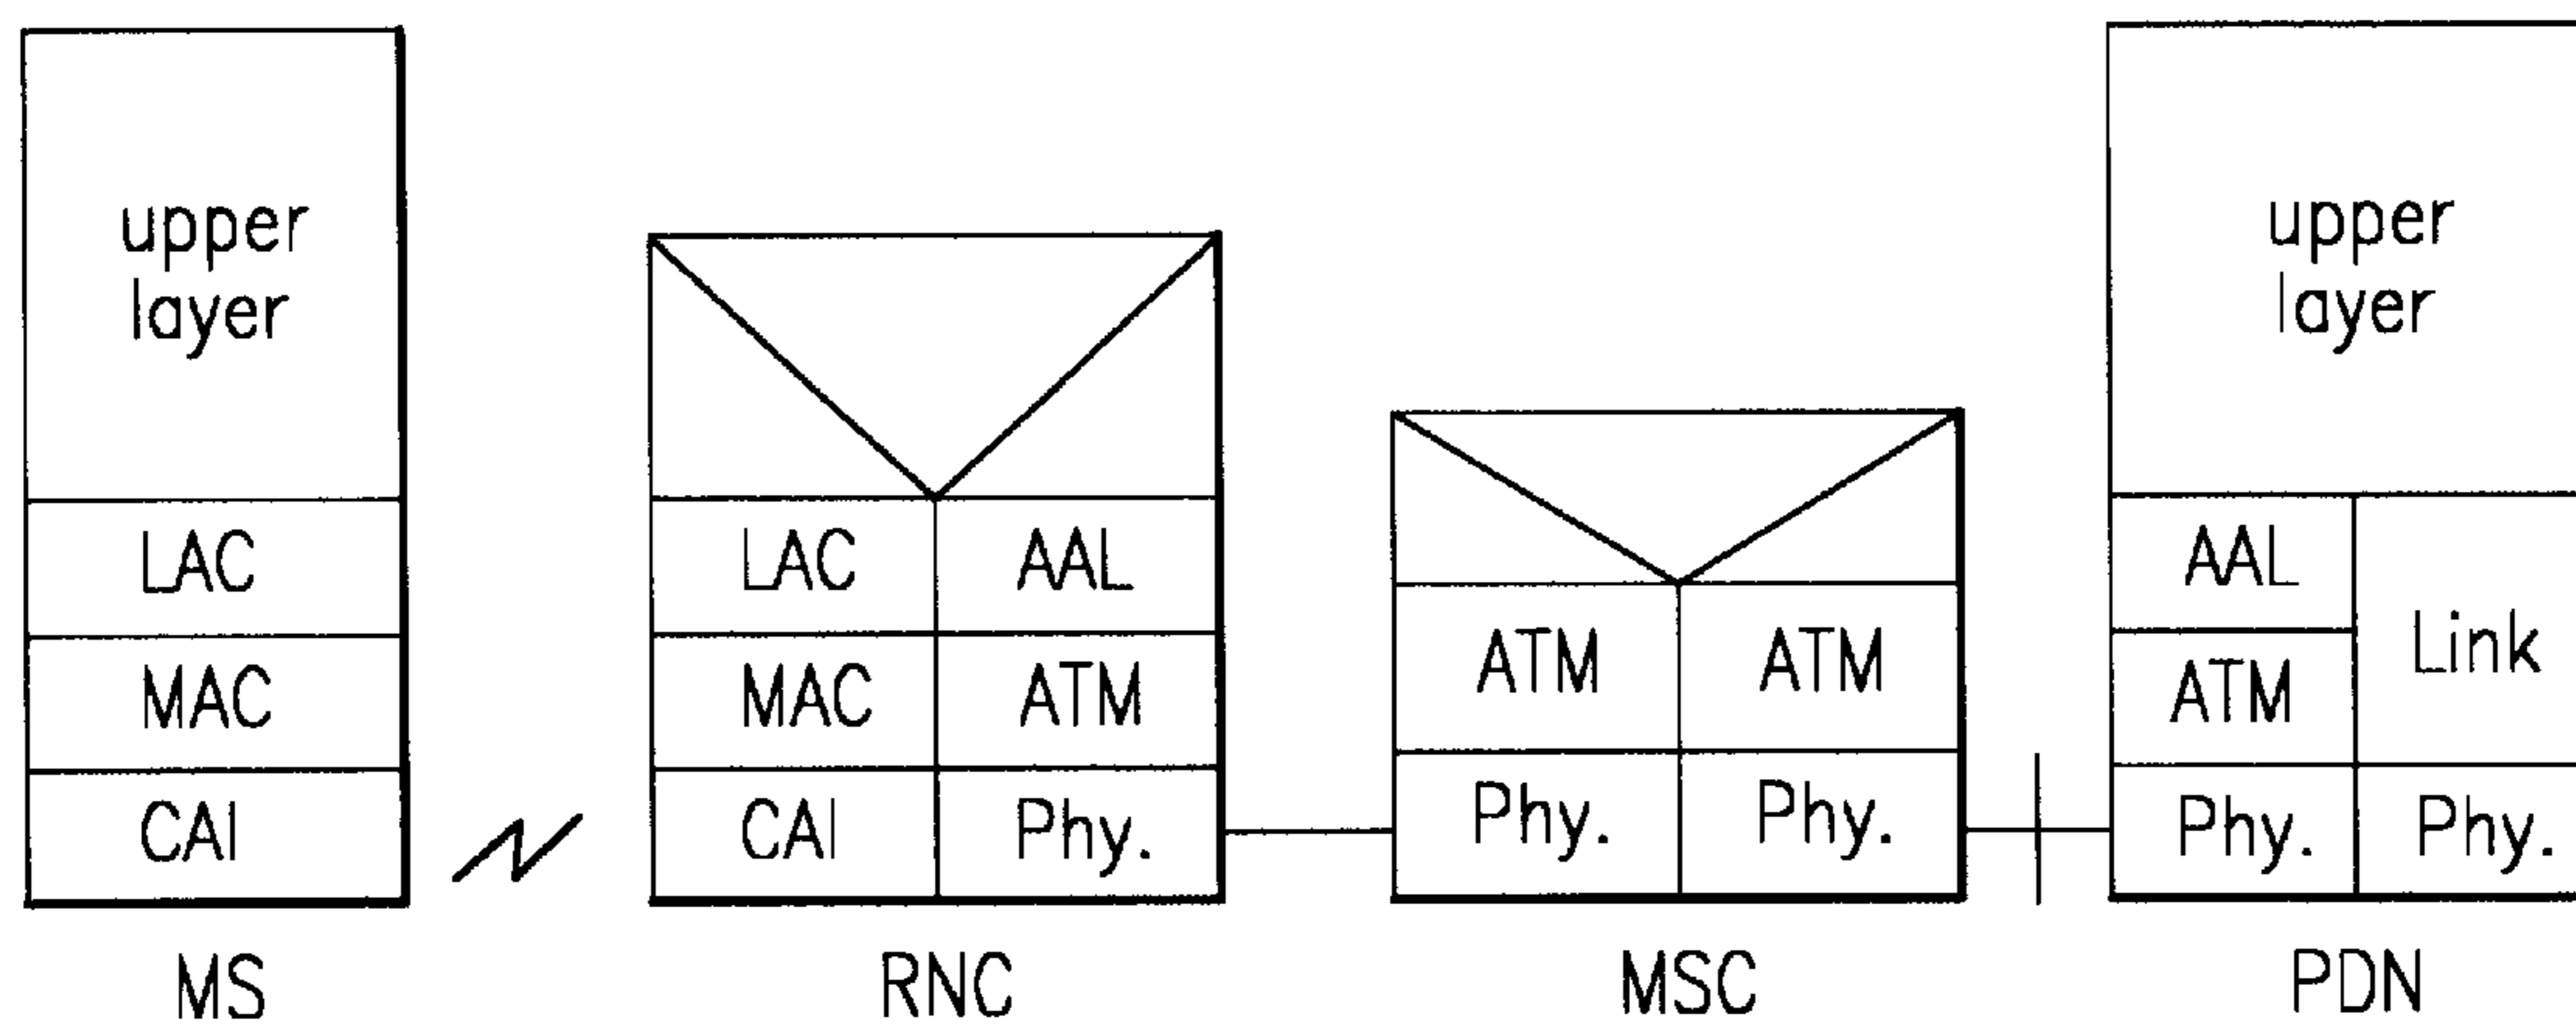 upper
layer
LAC
MAC
CAI
MS
LAC AAL
MAC ATM
CAI Phy.
RNC
ATM ATM
Phy. Phy.
MSC
upper
layer
AAL
Link
ATM
Phy. Phy.
PDN